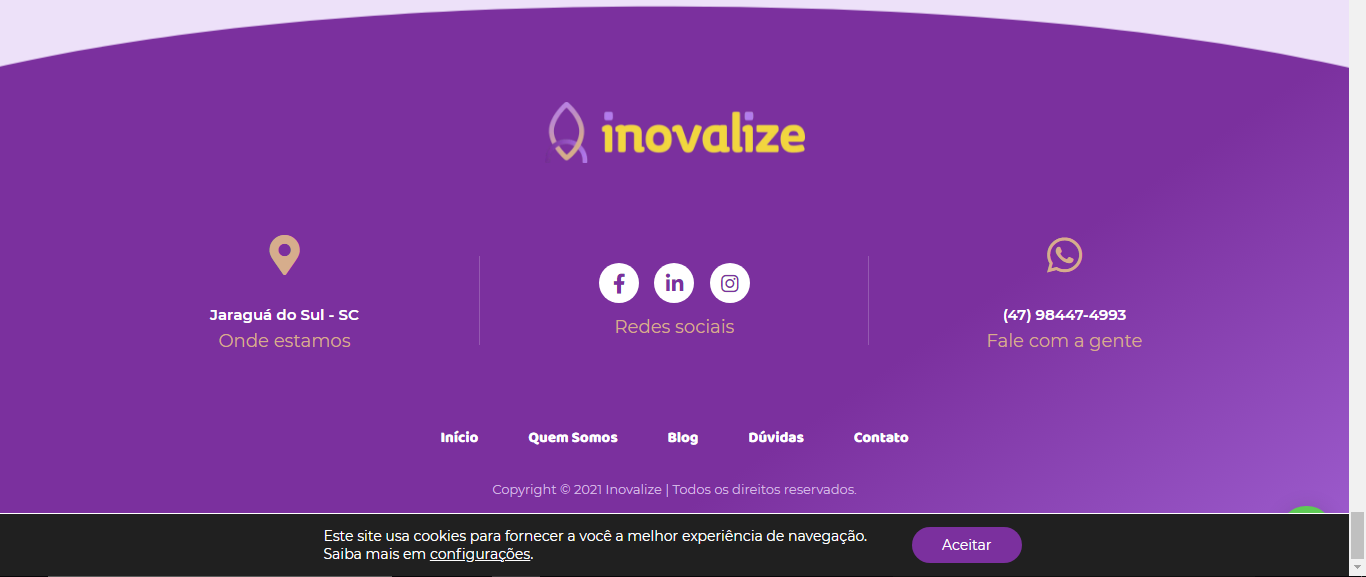 inovalize
Jaraguá do Sul - SC
Onde estamos
Redes sociais
(47) 98447-4993
Fale com a gente
Início Quem Somos Blog Dúvidas Contato
Copyright © 2021 Inovalize | Todos os direitos reservados.
Este site usa cookies para fornecer a você a melhor experiência de navegação.
Saiba mais em configurações.
Aceitar